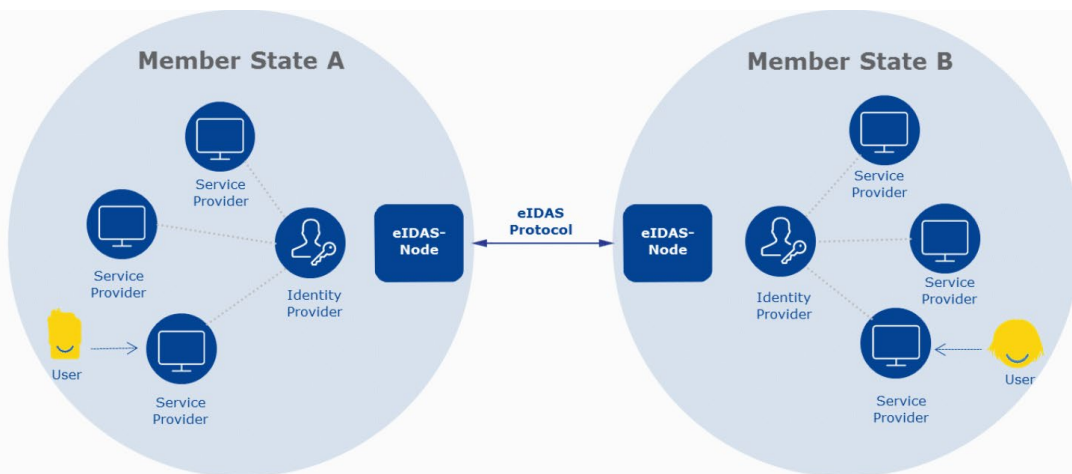 Member State A
Service
Provider
Service
Provider
Identity
Provider
eIDAS-
Node
User
Service
Provider
eIDAS
Protocol
Member State B
Service
Provider
eIDAS-
Node
Identity
Provider
Service
Provider
Service
Provider
User